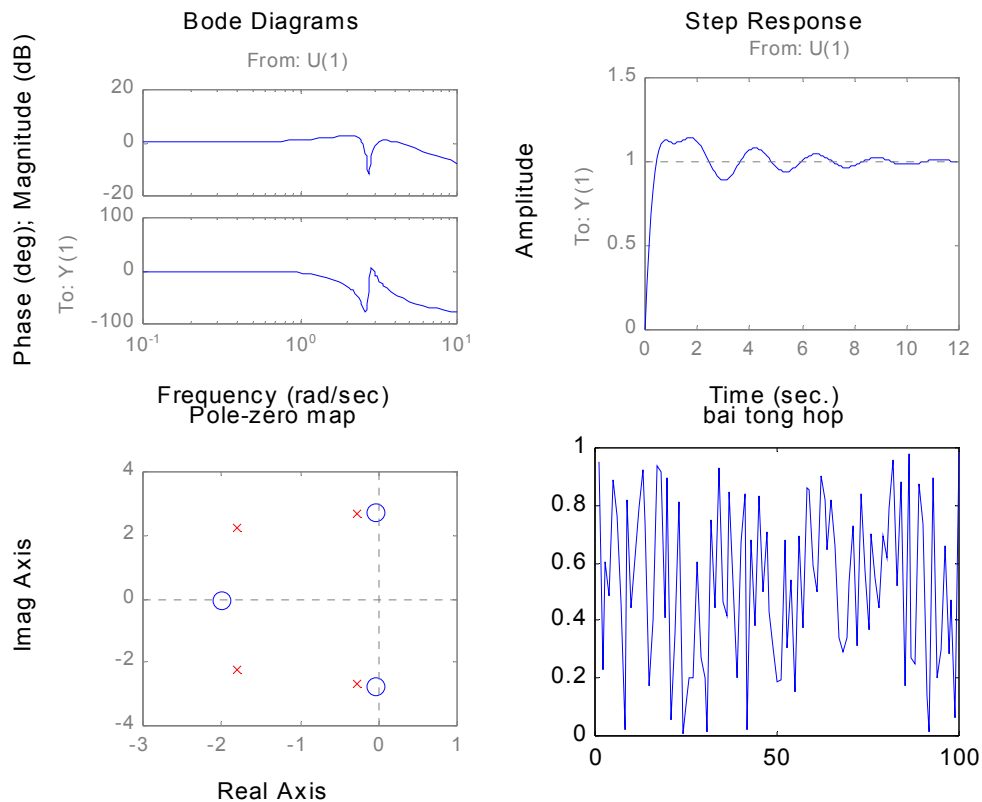 Bode Diagrams
From: U(1)
Phase (deg); Magnitude (dB)
To: Y(1)
20
0
-20
100
0
-100
10-1
100
101
Frequency (rad/sec)
Step Response
From: U(1)
Amplitude
To: Y(1)
1.5
1
0.5
0
0
2
4
6
8
10
12
Time (sec.)
Pole-zero map
Imag Axis
4
2
0
-2
-4
-3
-2
-1
0
1
Real Axis
bai tong hop
1
0.8
0.6
0.4
0.2
0
0
50
100